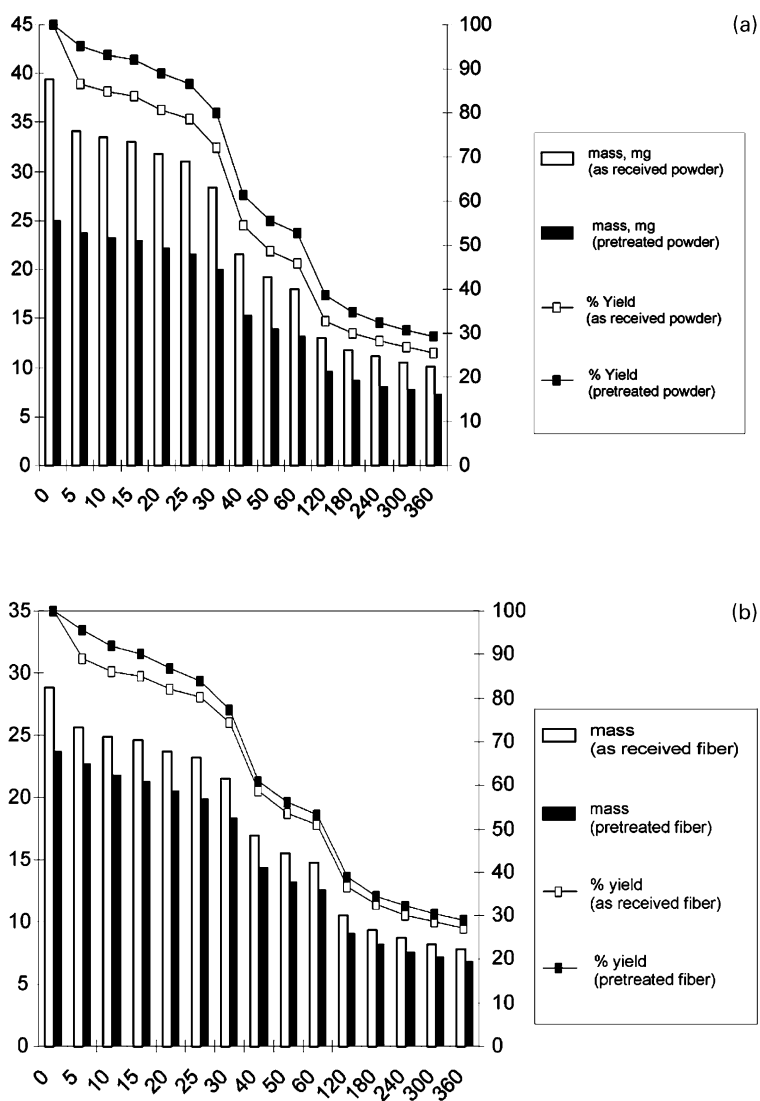 (a)
45
40
35
30
25
20
15
10
5
0
100
90
80
70
60
50
40
30
20
10
0
0 5 10 15 20 25 30 40 50 60 120 180 240 300 360
mass, mg
(as received powder)
mass, mg
(pretreated powder)
% Yield
(as received powder)
% Yield
(pretreated powder)
(b)
35
30
25
20
15
10
5
0
100
90
80
70
60
50
40
30
20
10
0
0 5 10 15 20 25 30 40 50 60 120 180 240 300 360
mass
(as received fiber)
mass
(pretreated fiber)
% yield
(as received fiber)
% yield
(pretreated fiber)